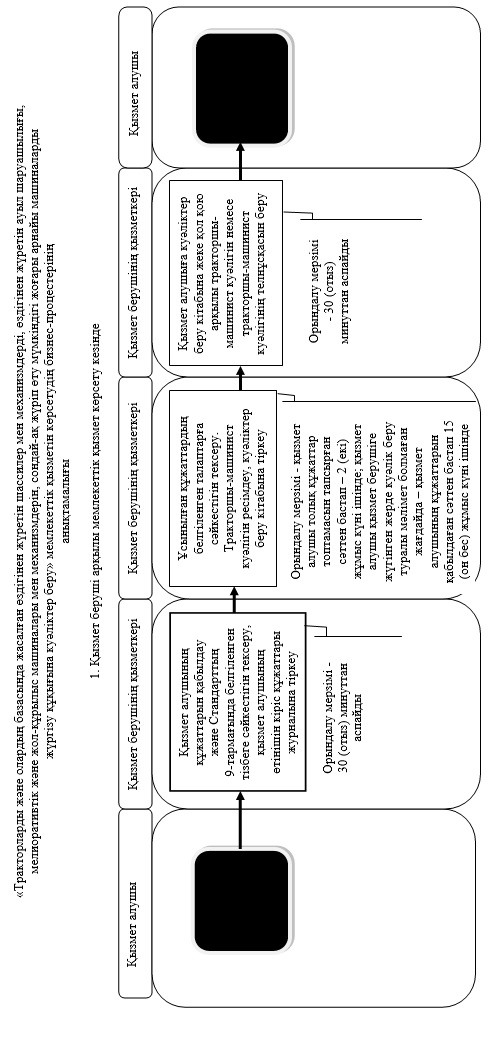 «Тракторларды және олардың базасында жасалған өздігінен жүретін шассилер мен механизмдерді, өздігінен жүретін ауыл шаруашылығы,
мелиоративтік және жол-құрылыс машиналары мен механизмдерін, сондай-ақ жүріп өту мүмкіндігі жоғары арнайы машиналарды
жүргізу құқығына куәліктер беру» мемлекеттік қызметін көрсетудің бизнес-процестерінің
анықтамалығы
1. Қызмет беруші арқылы мемлекеттік қызмет көрсету кезінде
Қызмет алушы
Қызмет берушінің қызметкері
Қызмет алушының
құжаттарын қабылдау
және Стандарттың
9-тармағында белгіленген
тізбеге сәйкестігін тексеру,
қызмет алушының
өтінішін кіріс құжаттары
журналына тіркеу
Орындалу мерзімі -
30 (отыз) минуттан
аспайды
Қызмет берушінің қызметкері
Ұсынылған құжаттардың
белгіленген талаптарға
сәйкестігін тексеру.
Тракторшы-машинист
куәлігін ресімдеу, куәліктер
беру кітабына тіркеу
Орындалу мерзімі - қызмет
алушы толық құжаттар
топтамасын тапсырған
сәттен бастап – 2 (екі)
жұмыс күні ішінде; қызмет
алушы қызмет берушіге
жүгінген жерде куәлік беру
туралы мәлімет болмаған
жағдайда – қызмет
алушының құжаттарын
қабылдаған сәттен бастап 15
(он бес) жұмыс күні ішінде
Қызмет берушінің қызметкері
Қызмет алушыға куәліктер
беру кітабына жеке қол қою
арқылы тракторшы-
машинист куәлігін немесе
тракторшы-машинист
куәлігінің телнұсқасын беру
Орындалу мерзімі
- 30 (отыз)
минуттан аспайды
Қызмет алушы